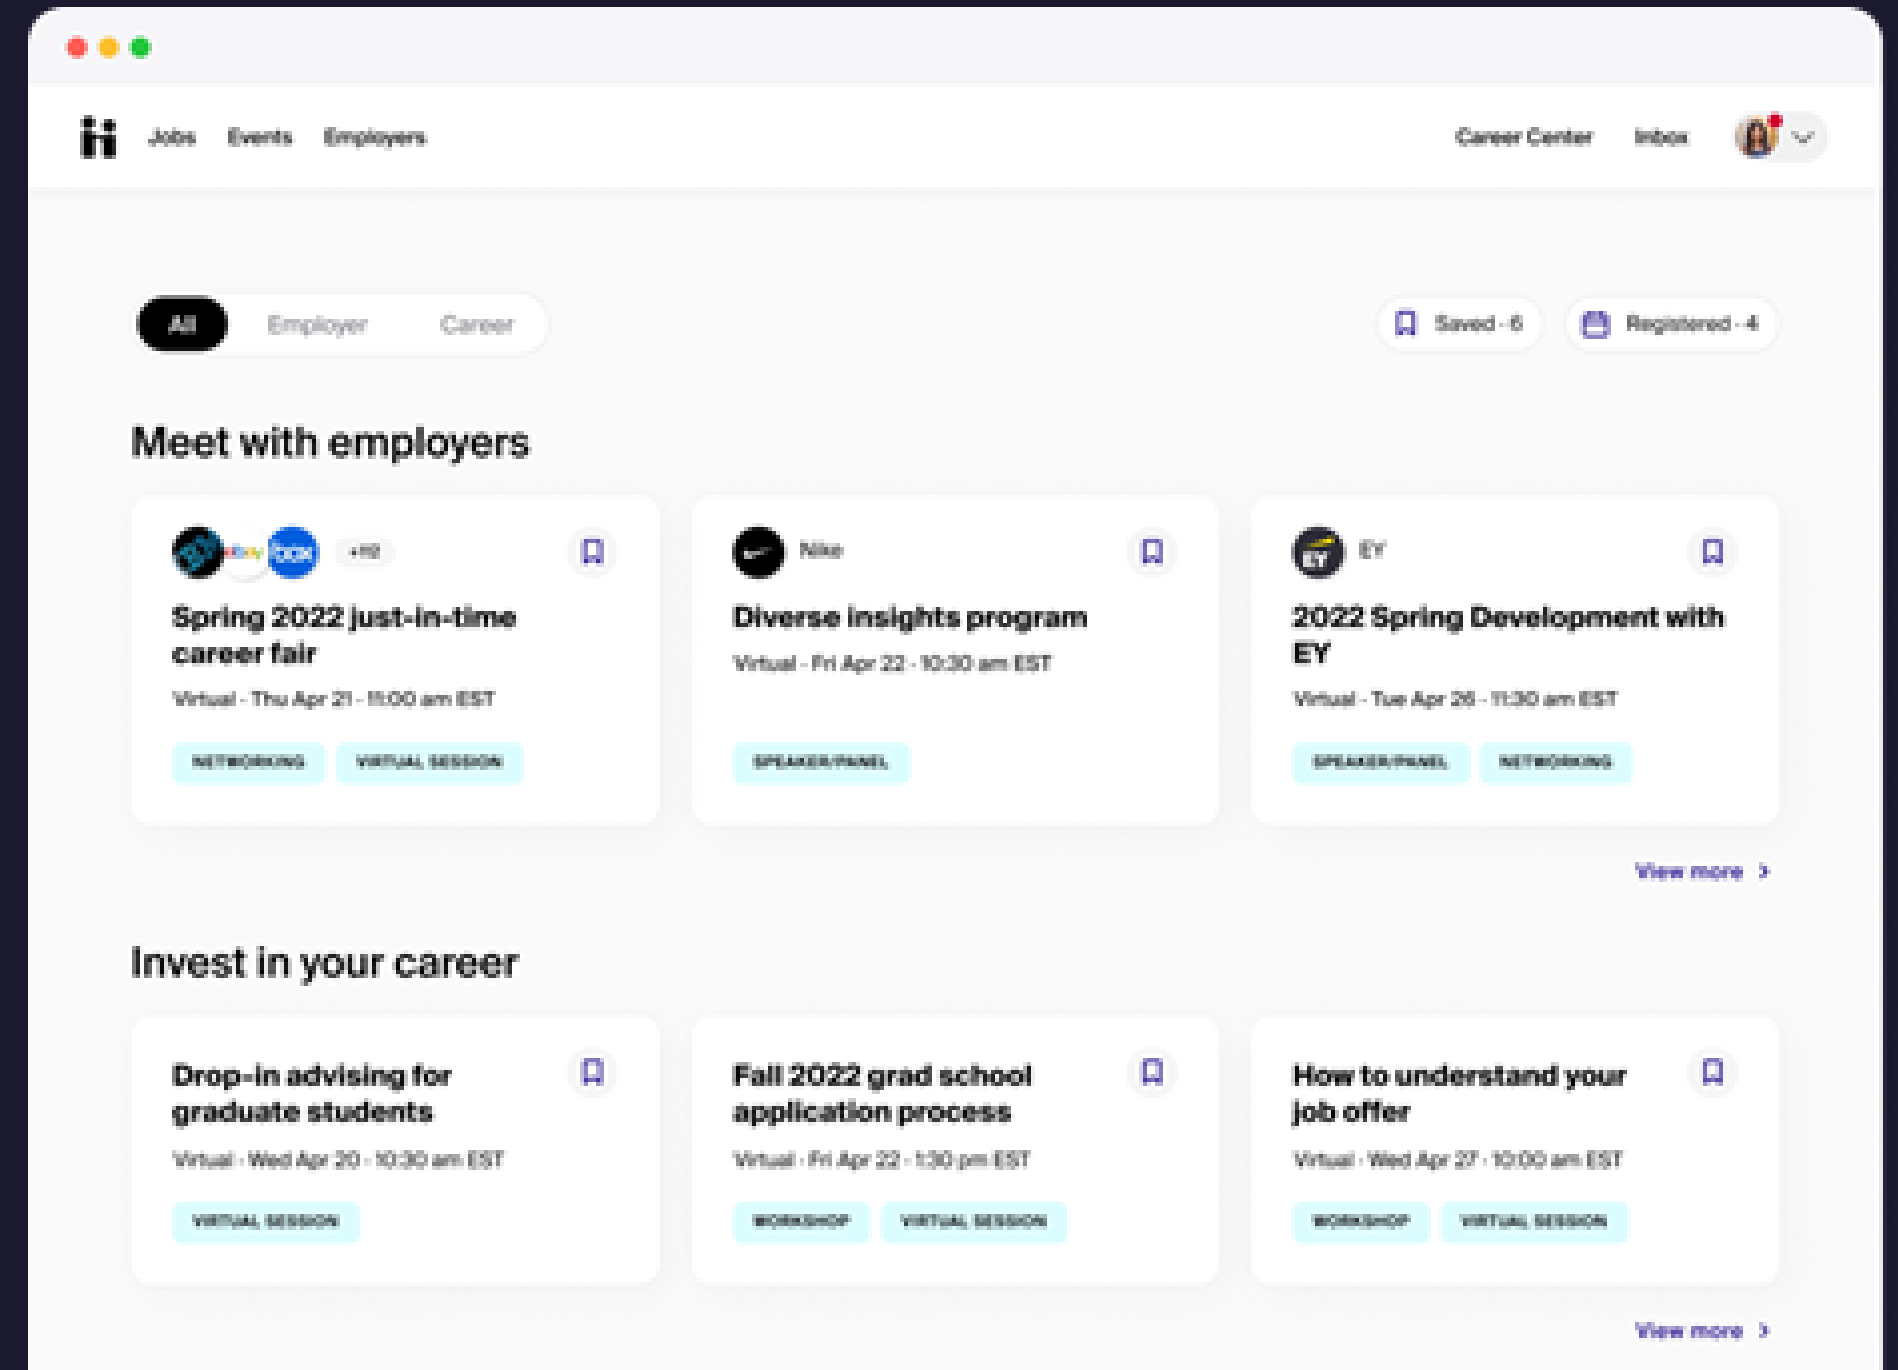 Jobs Events Employers Career Center Inbox
All Employer Career Saved · 6 Registered · 4
Meet with employers
ebay box +112
Nike
EY EY
Spring 2022 just-in-time
career fair
Virtual · Thu Apr 21 · 11:00 am EST
NETWORKING VIRTUAL SESSION
Diverse insights program
Virtual · Fri Apr 22 · 10:30 am EST
SPEAKER/PANEL
2022 Spring Development with
EY
Virtual · Tue Apr 26 · 11:30 am EST
SPEAKER/PANEL NETWORKING
View more
Invest in your career
Drop-in advising for
graduate students
Virtual · Wed Apr 20 · 10:30 am EST
VIRTUAL SESSION
Fall 2022 grad school
application process
Virtual · Fri Apr 22 · 1:30 pm EST
WORKSHOP VIRTUAL SESSION
How to understand your
job offer
Virtual · Wed Apr 27 · 10:00 am EST
WORKSHOP VIRTUAL SESSION
View more